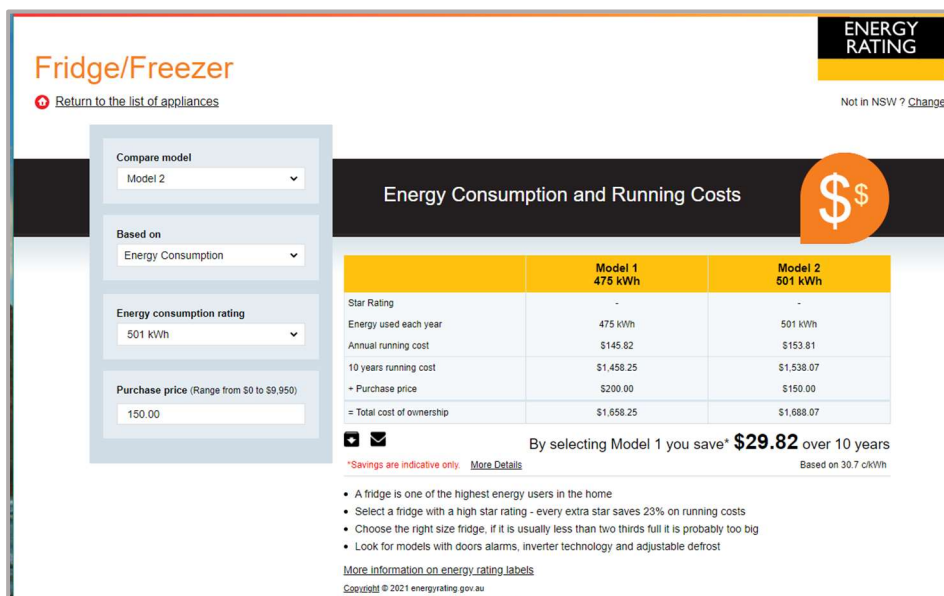 ENERGY
RATING
Fridge/Freezer
Return to the list of appliances
Not in NSW ? Change
Compare model
Model 2
Based on
Energy Consumption
Energy consumption rating
501 kWh
Purchase price (Range from $0 to $9,950)
150.00
Energy Consumption and Running Costs
$$
Model 1 Model 2
475 kWh 501 kWh
Star Rating - -
Energy used each year 475 kWh 501 kWh
Annual running cost $145.82 $153.81
10 years running cost $1,458.25 $1,538.07
+ Purchase price $200.00 $150.00
= Total cost of ownership $1,658.25 $1,688.07
By selecting Model 1 you save* $29.82 over 10 years
*Savings are indicative only. More Details Based on 30.7 c/kWh
• A fridge is one of the highest energy users in the home
• Select a fridge with a high star rating - every extra star saves 23% on running costs
• Choose the right size fridge, if it is usually less than two thirds full it is probably too big
• Look for models with doors alarms, inverter technology and adjustable defrost
More information on energy rating labels
Copyright © 2021 energyrating.gov.au